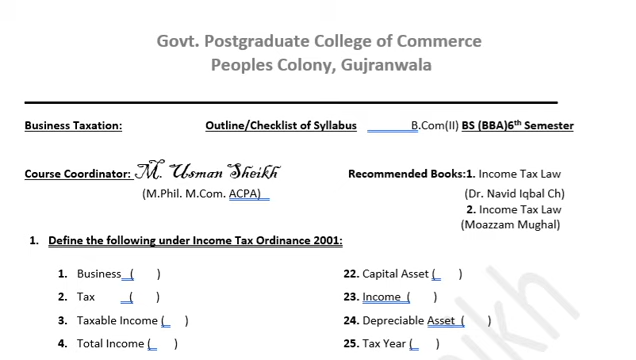 Govt. Postgraduate College of Commerce
Peoples Colony, Gujranwala
Business Taxation: Outline/Checklist of Syllabus B.Com(II) BS (BBA)6th Semester
Course Coordinator: M. Usman Sheikh Recommended Books:1. Income Tax Law
(M.Phil. M.Com. ACPA) (Dr. Navid Iqbal Ch)
2. Income Tax Law
(Moazzam Mughal)
1. Define the following under Income Tax Ordinance 2001:
1. Business ( ) 22. Capital Asset ( )
2. Tax ( ) 23. Income ( )
3. Taxable Income ( ) 24. Depreciable Asset ( )
4. Total Income ( ) 25. Tax Year ( )